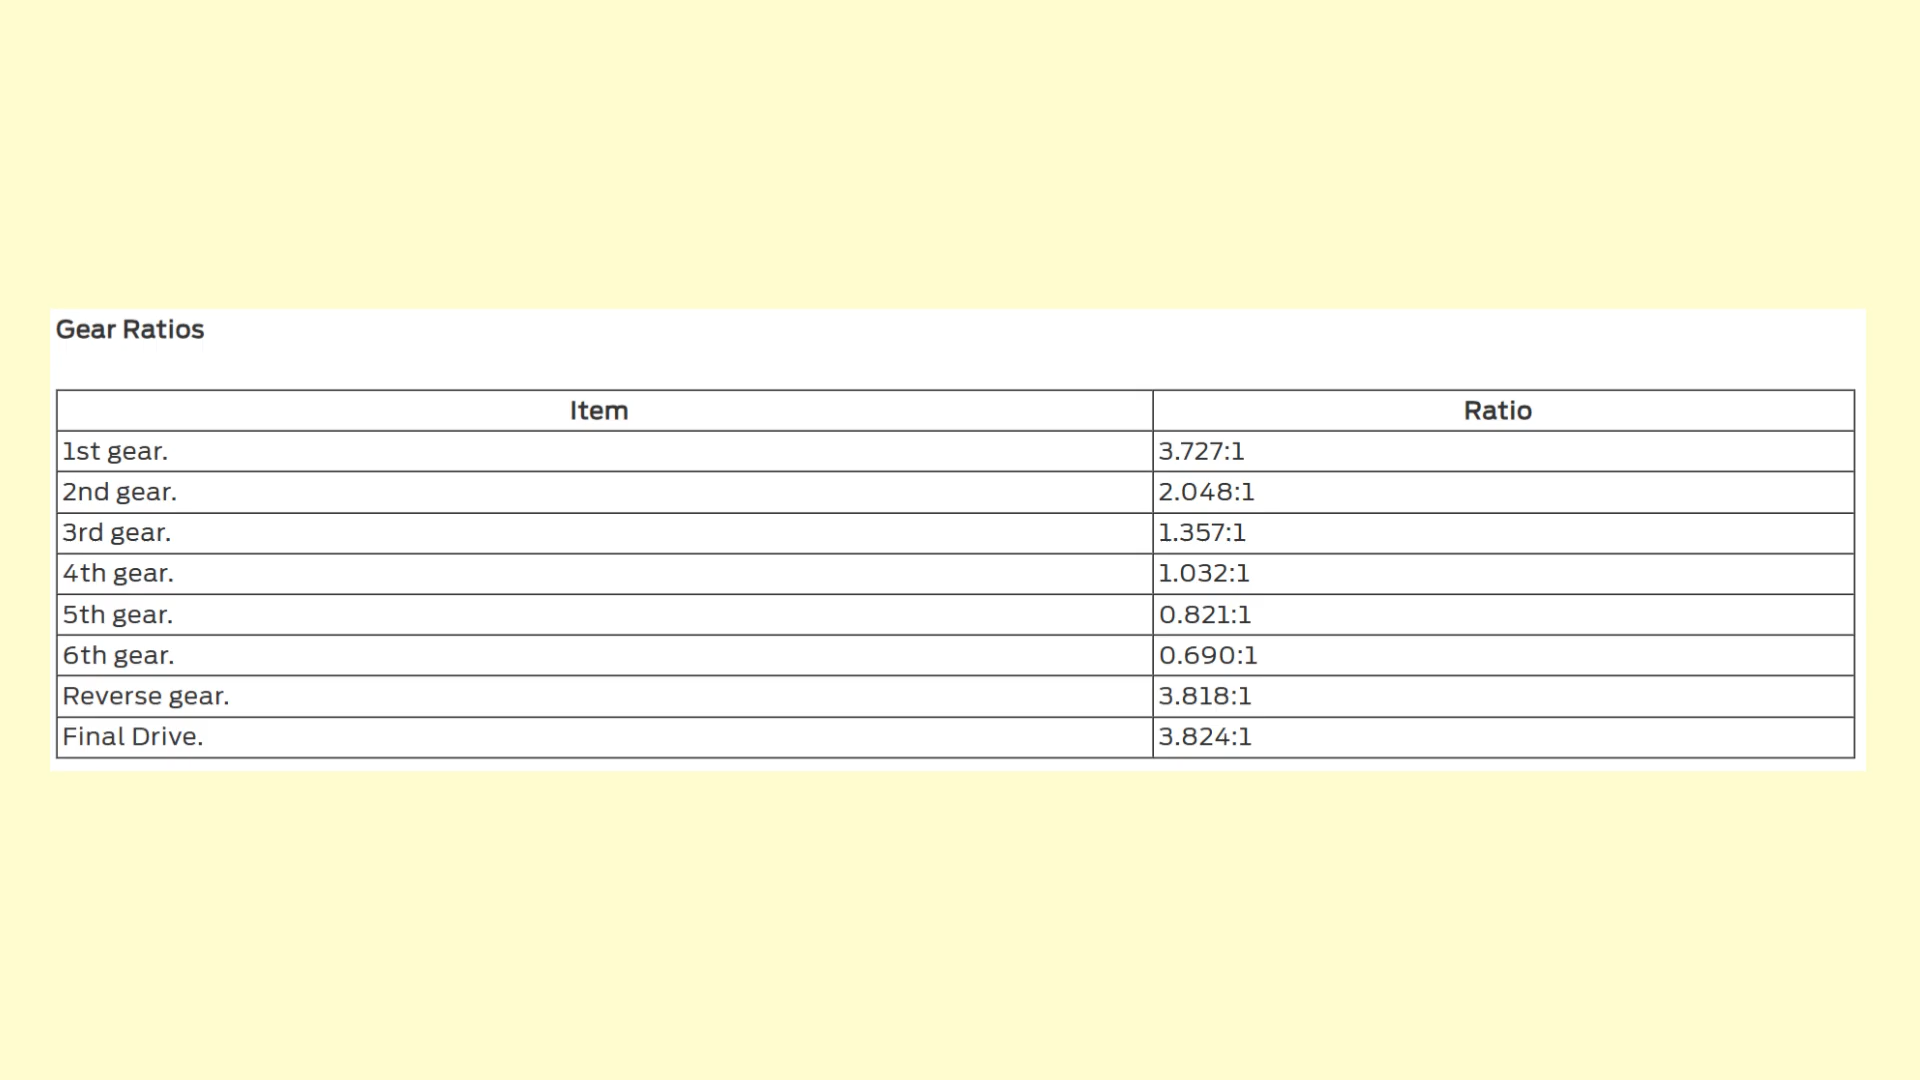 Gear Ratios
Item Ratio
1st gear. 3.727:1
2nd gear. 2.048:1
3rd gear. 1.357:1
4th gear. 1.032:1
5th gear. 0.821:1
6th gear. 0.690:1
Reverse gear. 3.818:1
Final Drive. 3.824:1